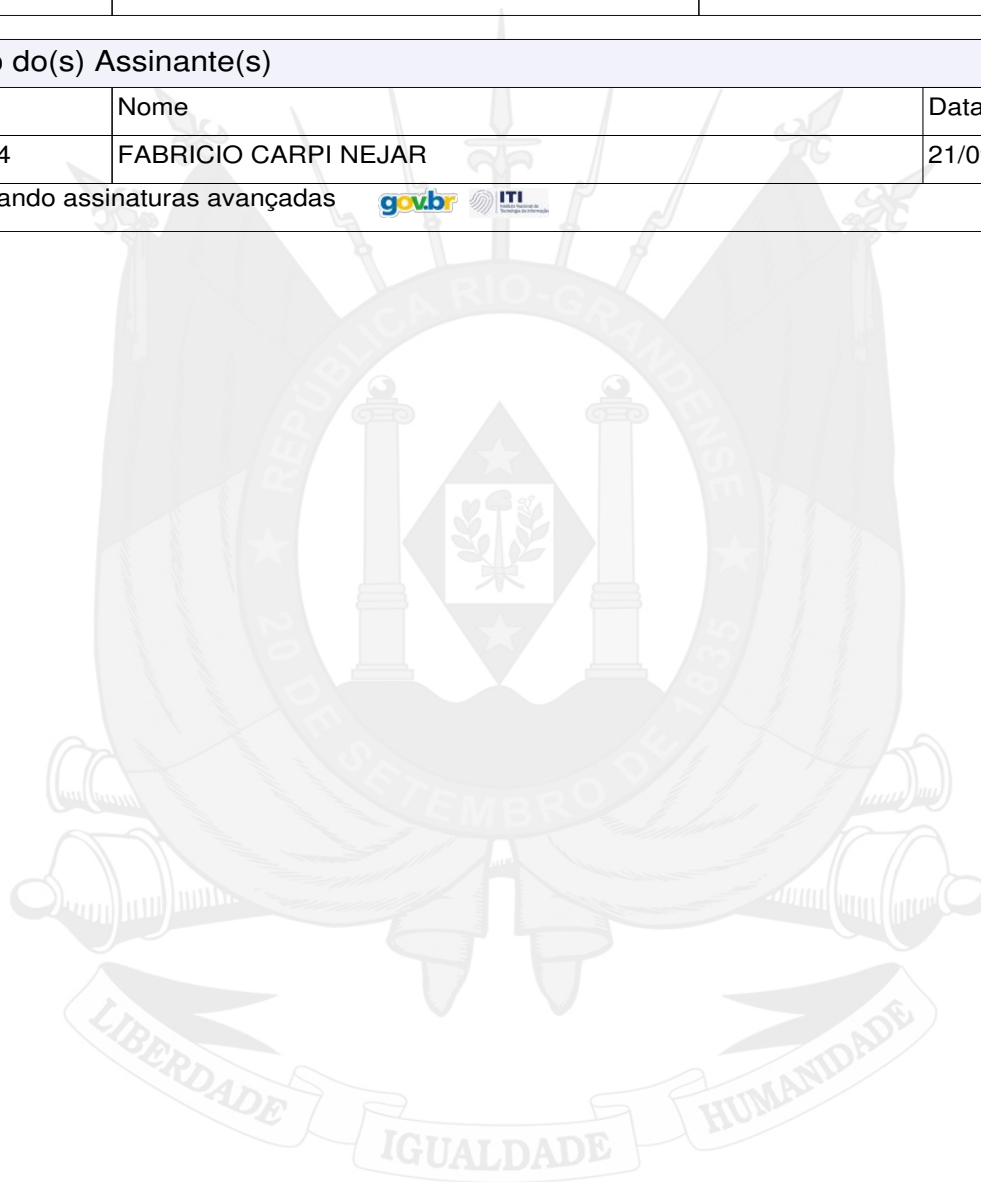 o do(s) Assinante(s)
Nome
Data
4
FABRICIO CARPI NEJAR
21/0
ando assinaturas avançadas
gov.br
ITI
REPÚBLICA RIO-GRANDENSE
20 DE SETEMBRO DE 1835
LIBERDADE
IGUALDADE
HUMANIDADE